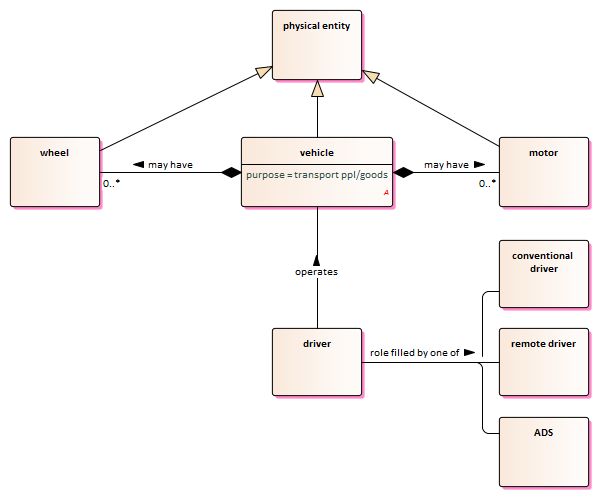 physical entity
wheel
vehicle
motor
◄ may have
may have ►
purpose = transport ppl/goods
0..*
0..*
A
conventional
driver
operates
driver
role filled by one of ►
remote driver
ADS